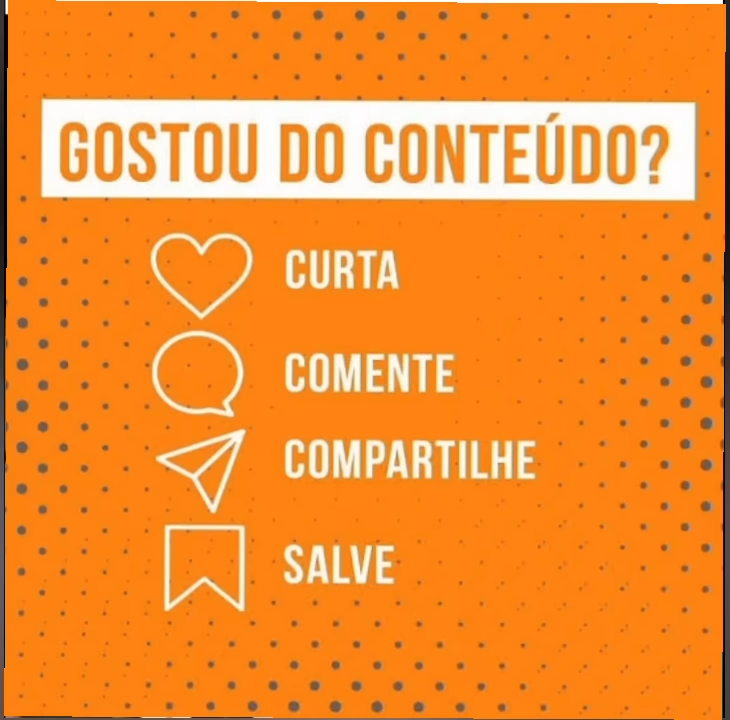 GOSTOU DO CONTEÚDO?
CURTA
COMENTE
COMPARTILHE
SALVE